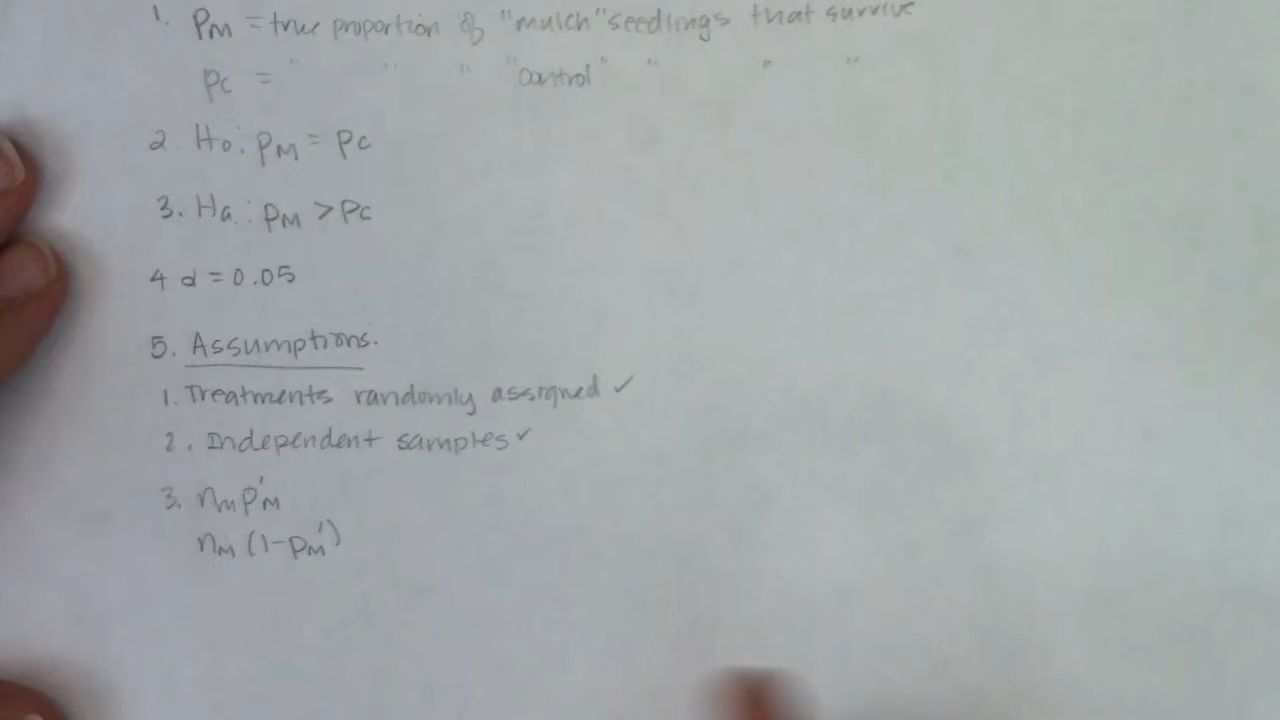 1. PM = true proportion of "mulch" seedlings that survive
pc = " " " "control" " " "
2 Ho: PM = pc
3. Ha: PM > pc
4 α = 0.05
5. Assumptions.
1. Treatments randomly assigned ✓
2. Independent samples ✓
3. nM p'M
nM (1-pM')